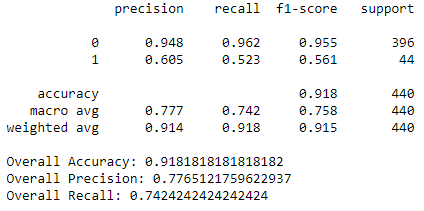 precision recall f1-score support
0 0.948 0.962 0.955 396
1 0.605 0.523 0.561 44
accuracy 0.918 440
macro avg 0.777 0.742 0.758 440
weighted avg 0.914 0.918 0.915 440
Overall Accuracy: 0.9181818181818182
Overall Precision: 0.7765121759622937
Overall Recall: 0.7424242424242424